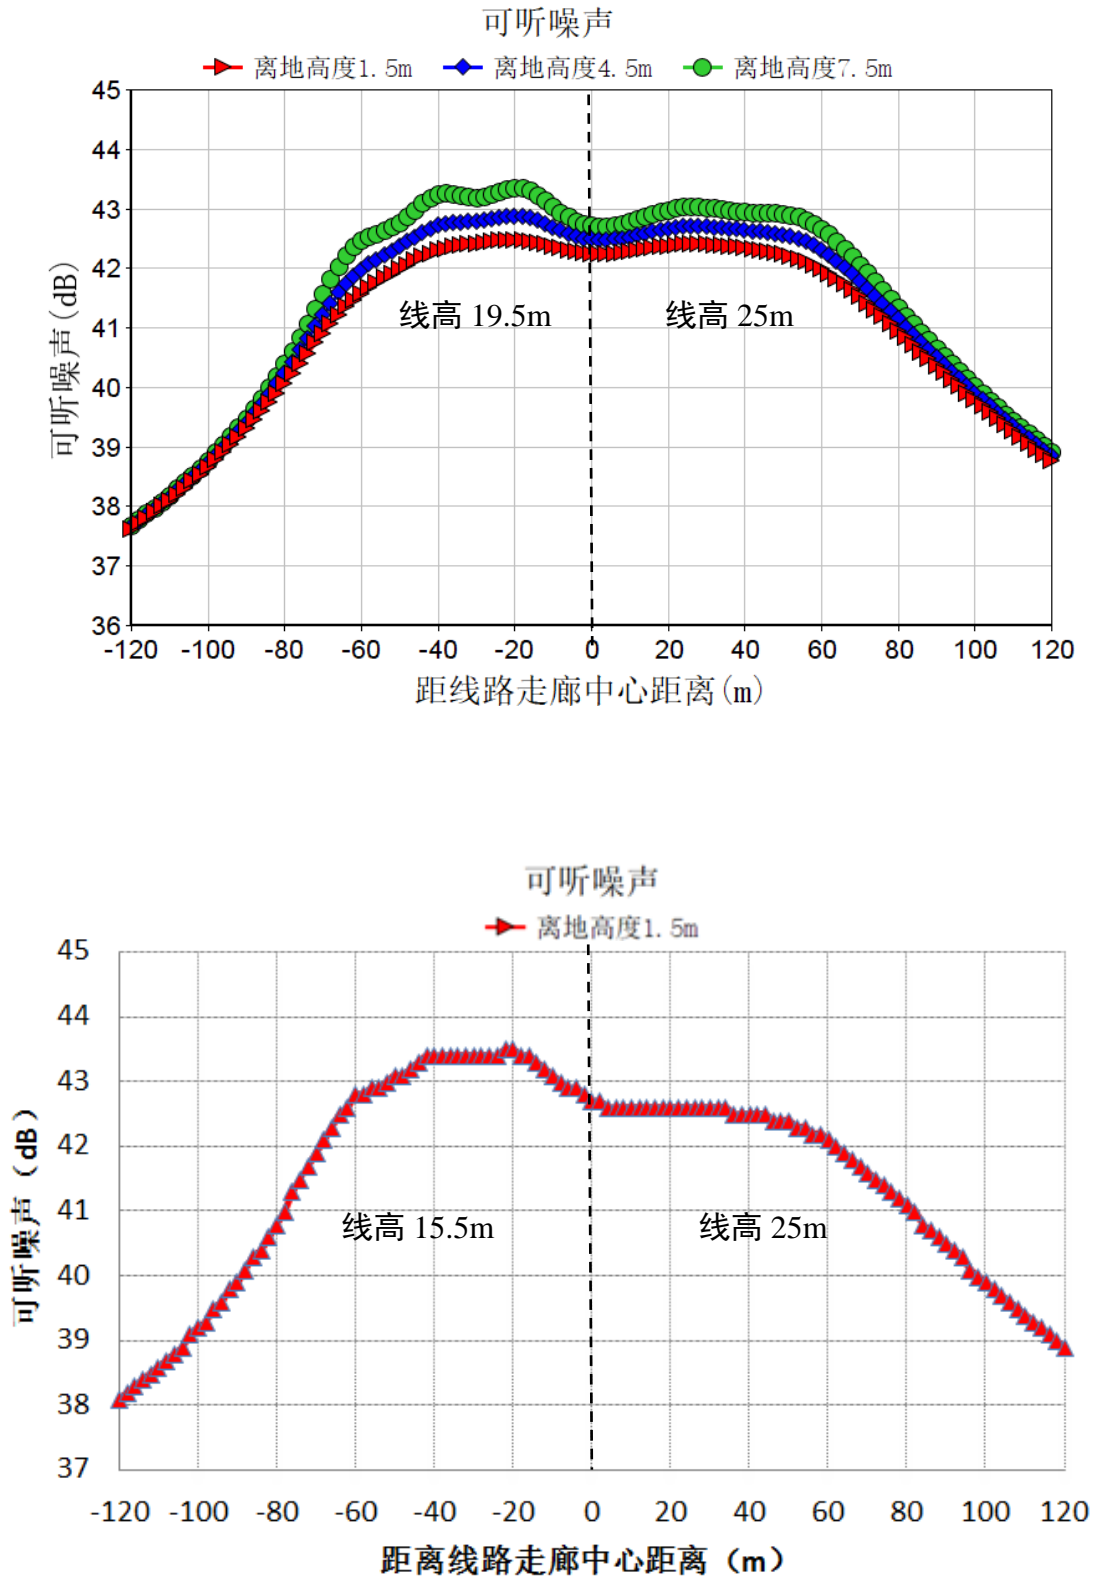 可听噪声
离地高度1.5m 离地高度4.5m 离地高度7.5m
45
44
43
42
41
40
39
38
37
36
可听噪声(dB)
线高 19.5m 线高 25m
-120 -100 -80 -60 -40 -20 0 20 40 60 80 100 120
距线路走廊中心距离(m)
可听噪声
离地高度1.5m
45
44
43
42
41
40
39
38
37
可听噪声（dB）
线高 15.5m 线高 25m
-120 -100 -80 -60 -40 -20 0 20 40 60 80 100 120
距离线路走廊中心距离（m）